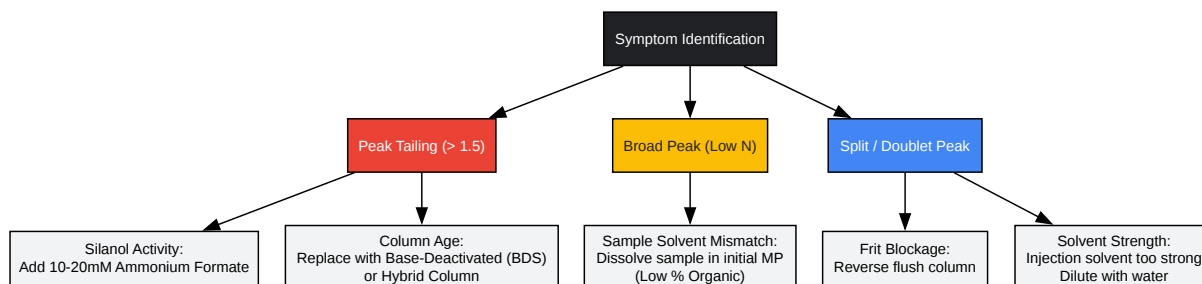 Symptom Identification
Peak Tailing (> 1.5)
Broad Peak (Low N)
Split / Doublet Peak
Silanol Activity:
Add 10-20mM Ammonium Formate
Column Age:
Replace with Base-Deactivated (BDS)
or Hybrid Column
Sample Solvent Mismatch:
Dissolve sample in initial MP
(Low % Organic)
Frit Blockage:
Reverse flush column
Solvent Strength:
Injection solvent too strong
Dilute with water